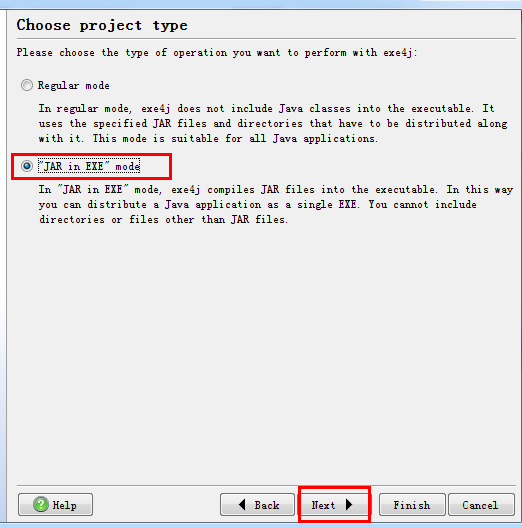 Choose project type
Please choose the type of operation you want to perform with exe4j:
Regular mode
In regular mode, exe4j does not include Java classes into the executable. It
uses the specified JAR files and directories that have to be distributed along
with it. This mode is suitable for all Java applications.
"JAR in EXE" mode
In "JAR in EXE" mode, exe4j compiles JAR files into the executable. In this way
you can distribute a Java application as a single EXE. You cannot include
directories or files other than JAR files.
Help Back Next Finish Cancel